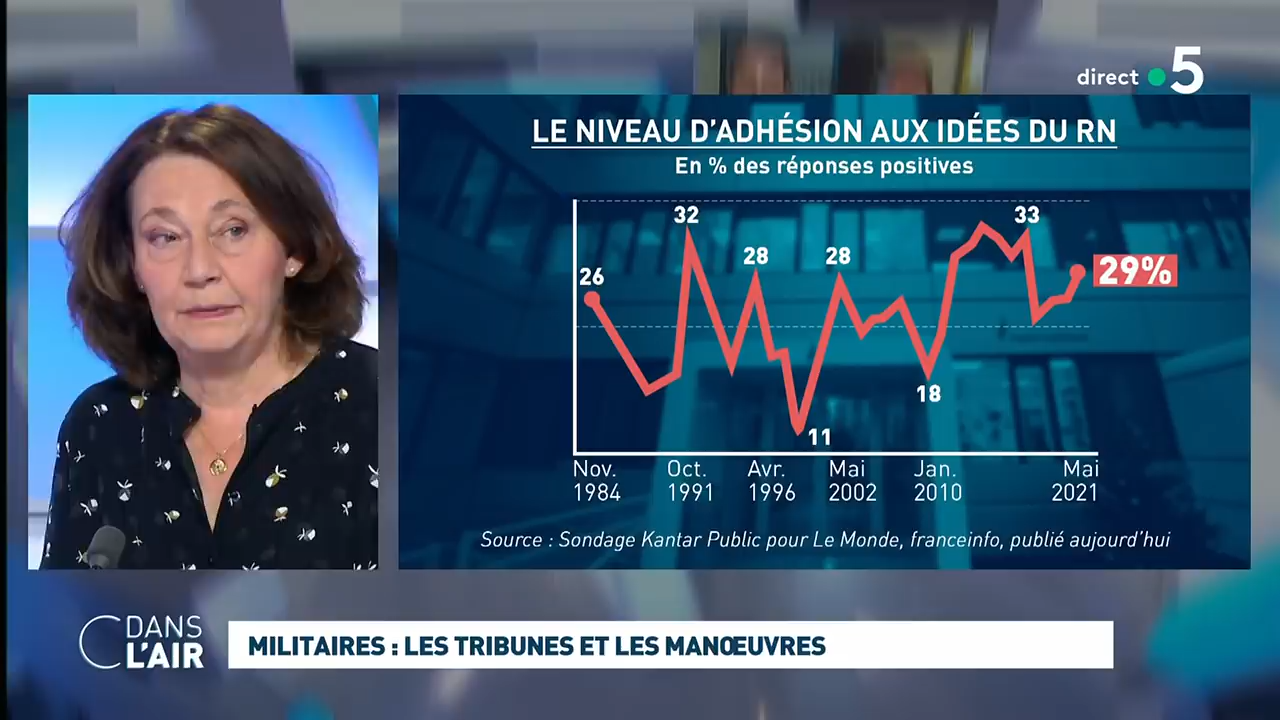 direct 5
LE NIVEAU D'ADHÉSION AUX IDÉES DU RN
En % des réponses positives
26
32
28
28
11
18
33
29%
Nov. Oct. Avr. Mai Jan. Mai
1984 1991 1996 2002 2010 2021
Source : Sondage Kantar Public pour Le Monde, franceinfo, publié aujourd'hui
C DANS L'AIR
MILITAIRES : LES TRIBUNES ET LES MANŒUVRES